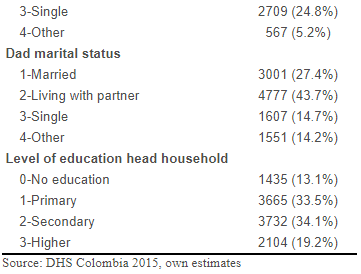 3-Single 2709 (24.8%)
4-Other 567 (5.2%)
Dad marital status
1-Married 3001 (27.4%)
2-Living with partner 4777 (43.7%)
3-Single 1607 (14.7%)
4-Other 1551 (14.2%)
Level of education head household
0-No education 1435 (13.1%)
1-Primary 3665 (33.5%)
2-Secondary 3732 (34.1%)
3-Higher 2104 (19.2%)
Source: DHS Colombia 2015, own estimates